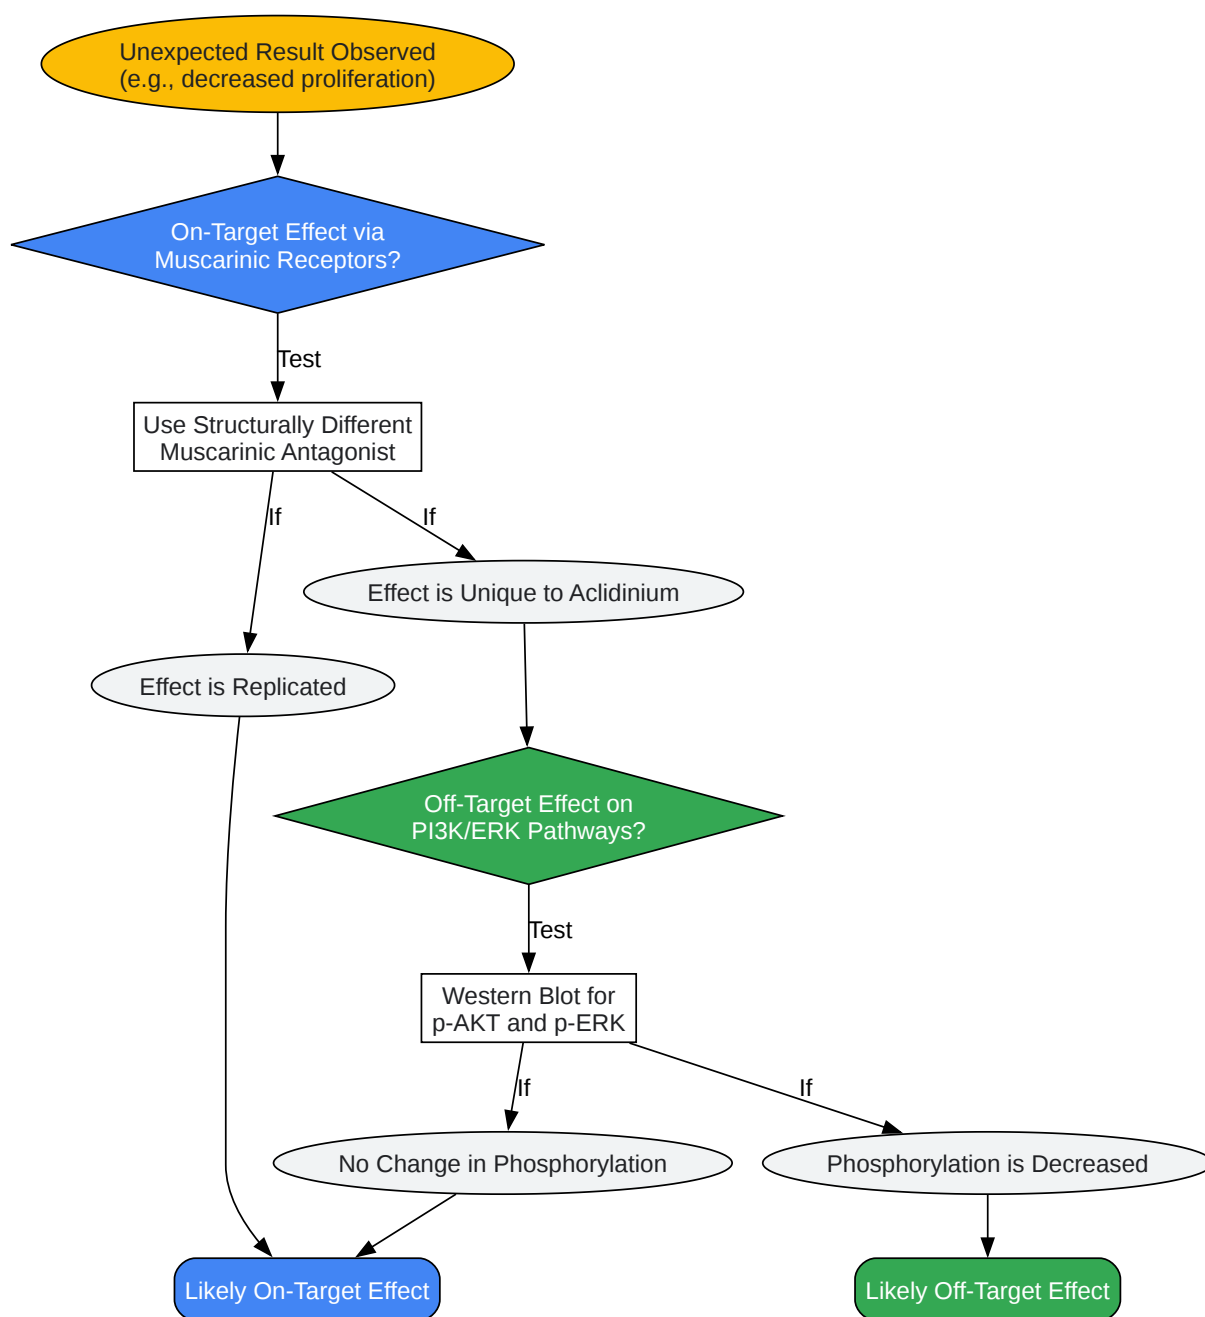 Unexpected Result Observed
(e.g., decreased proliferation)
On-Target Effect via
Muscarinic Receptors?
Test
Use Structurally Different
Muscarinic Antagonist
If
If
Effect is Unique to Aclidinium
Effect is Replicated
Off-Target Effect on
PI3K/ERK Pathways?
Test
Western Blot for
p-AKT and p-ERK
If
If
No Change in Phosphorylation
Phosphorylation is Decreased
Likely On-Target Effect
Likely Off-Target Effect